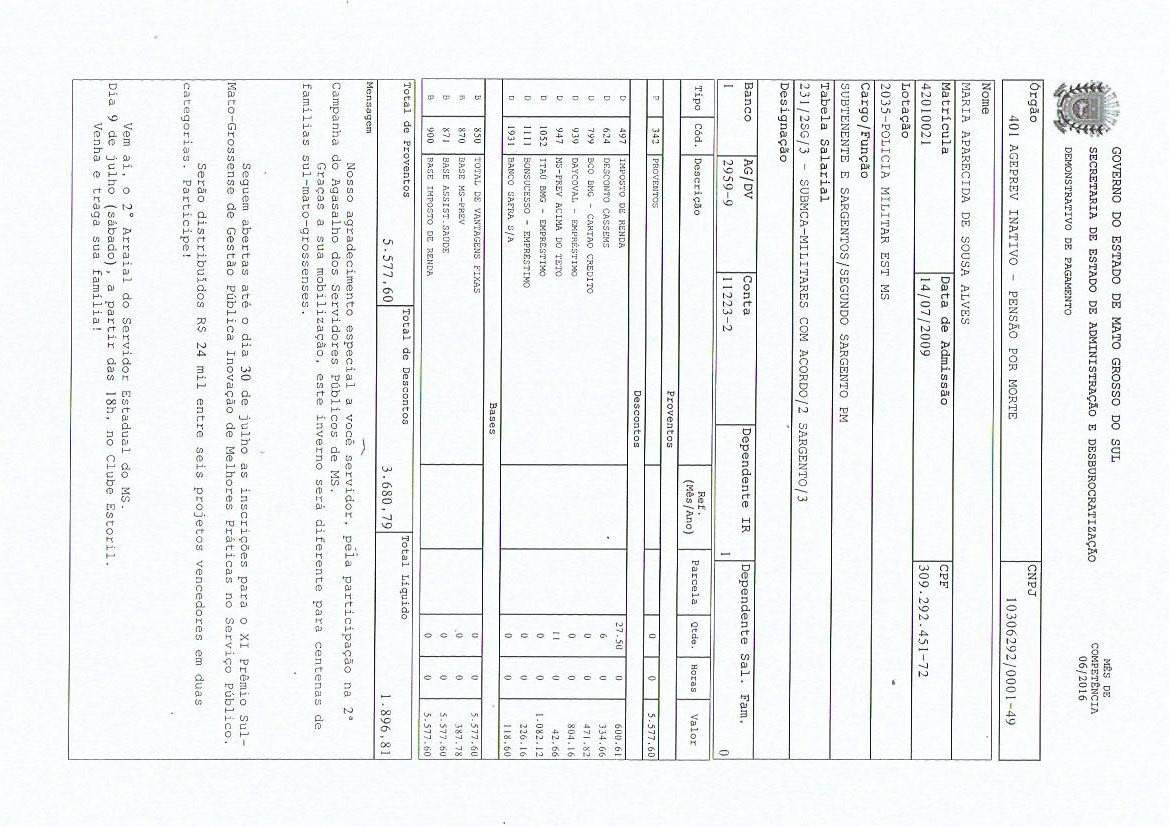 GOVERNO DO ESTADO DE MATO GROSSO DO SUL
SECRETARIA DE ESTADO DE ADMINISTRAÇÃO E DESBUROCRATIZAÇÃO
DEMONSTRATIVO DE PAGAMENTO
MÊS DE
COMPETÊNCIA
06/2016
Órgão CNPJ
401 AGEPREV INATIVO - PENSÃO POR MORTE 10306292/0001-49
Nome
MARIA APARECIDA DE SOUSA ALVES
Matrícula Data de Admissão CPF
42010021 14/07/2009 309.292.451-72
Lotação
2035-POLICIA MILITAR EST MS
Cargo/Função
SUBTENENTE E SARGENTOS/SEGUNDO SARGENTO PM
Tabela Salarial
231/2SG/3 - SUBMCA-MILITARES COM ACORDO/2 SARGENTO/3
Designação
Banco AG/DV Conta Dependente IR Dependente Sal. Fam.
1 2959-9 11223-2 1 0
Tipo Cód. Descrição Ref. (Mês/Ano) Parcela Qtde. Horas Valor
Proventos
P 342 PROVENTOS 0 0 5.577.60
Descontos
D 497 IMPOSTO DE RENDA 27.50 0 600.61
D 624 DESCONTO CASSEMS 6 0 334.66
D 799 BCO BMG - CARTAO CREDITO 0 0 471.82
D 939 DAYCOVAL - EMPRÉSTIMO 0 0 804.16
D 947 MS-PREV ACIMA DO TETO 11 0 42.66
D 1052 ITAU BMG - EMPRESTIMO 0 0 1.082.12
D 1111 BONSUCESSO - EMPRÉSTIMO 0 0 226.16
D 1931 BANCO SAFRA S/A 0 0 118.60
Bases
B 850 TOTAL DE VANTAGENS FIXAS 0 0 5.577.60
B 870 BASE MS-PREV 0 0 387.78
B 871 BASE ASSIST.SAUDE 0 0 5.577.60
B 900 BASE IMPOSTO DE RENDA 0 0 5.577.60
Total de Proventos Total de Descontos Total Líquido
5.577,60 3.680,79 1.896,81
Mensagem
Nosso agradecimento especial a você servidor, pela participação na 2ª
Campanha do Agasalho dos Servidores Públicos de MS.
Graças a sua mobilização, este inverno será diferente para centenas de
famílias sul-mato-grossenses.
Seguem abertas até o dia 30 de julho as inscrições para o XI Prêmio Sul-
Mato-Grossense de Gestão Pública Inovação de Melhores Práticas no Serviço Público.
Serão distribuídos R$ 24 mil entre seis projetos vencedores em duas
categorias. Participe!
Vem aí, o 2° Arraial do Servidor Estadual do MS.
Dia 9 de julho (sábado), a partir das 18h, no Clube Estoril.
Venha e traga sua família!